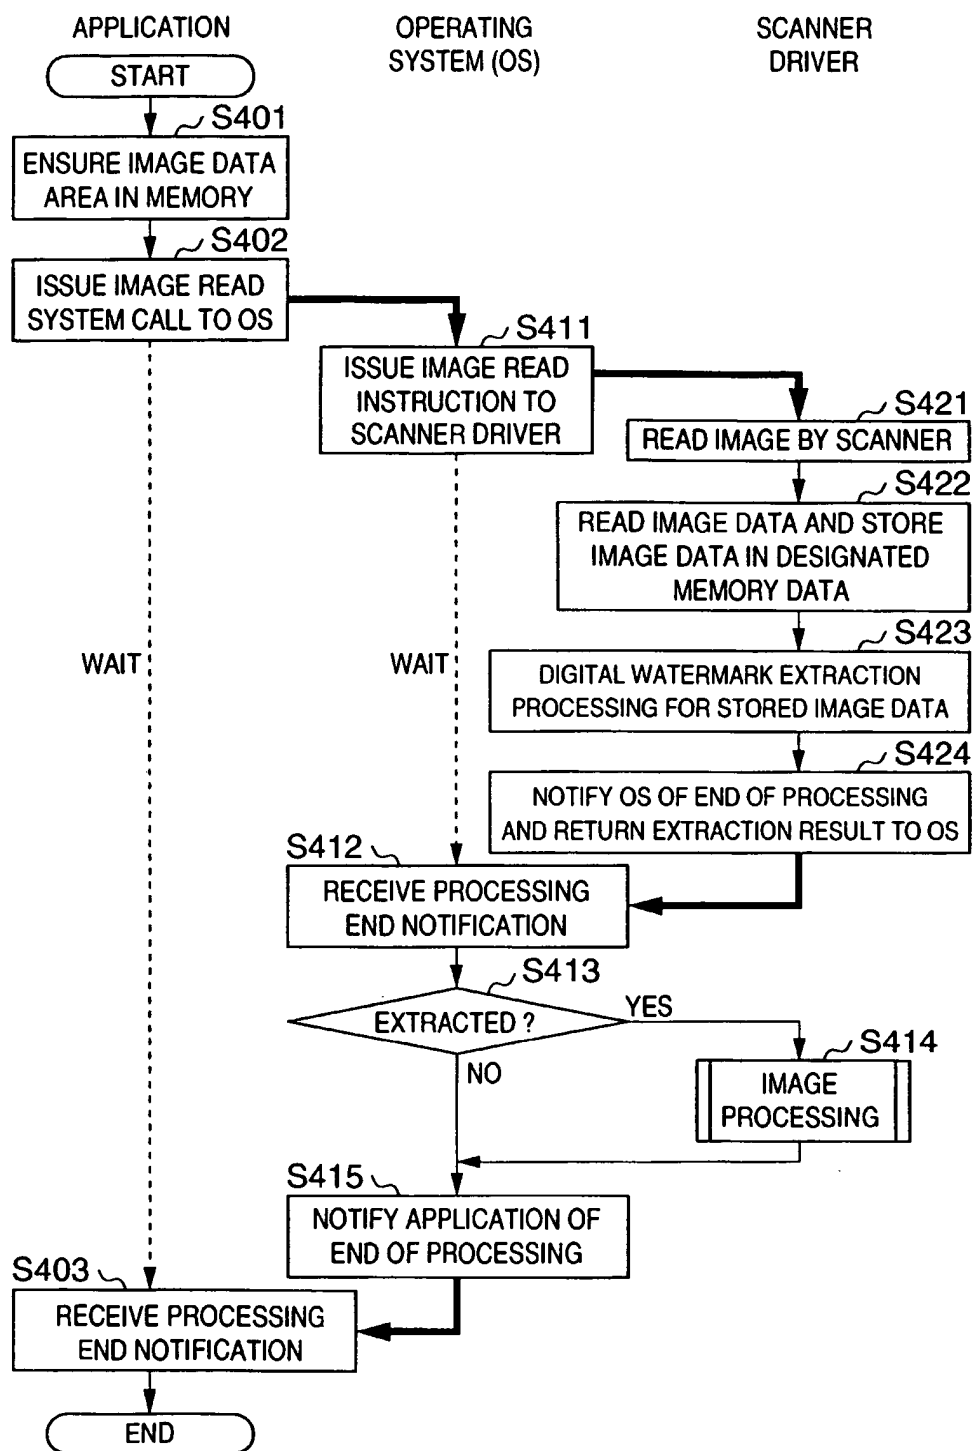 APPLICATION
OPERATING
SYSTEM (OS)
SCANNER
DRIVER
START
S401
ENSURE IMAGE DATA
AREA IN MEMORY
S402
ISSUE IMAGE READ
SYSTEM CALL TO OS
S411
ISSUE IMAGE READ
INSTRUCTION TO
SCANNER DRIVER
S421
READ IMAGE BY SCANNER
S422
READ IMAGE DATA AND STORE
IMAGE DATA IN DESIGNATED
MEMORY DATA
WAIT
WAIT
S423
DIGITAL WATERMARK EXTRACTION
PROCESSING FOR STORED IMAGE DATA
S424
NOTIFY OS OF END OF PROCESSING
AND RETURN EXTRACTION RESULT TO OS
S412
RECEIVE PROCESSING
END NOTIFICATION
S413
EXTRACTED ?
YES
NO
S414
IMAGE
PROCESSING
S415
NOTIFY APPLICATION OF
END OF PROCESSING
S403
RECEIVE PROCESSING
END NOTIFICATION
END